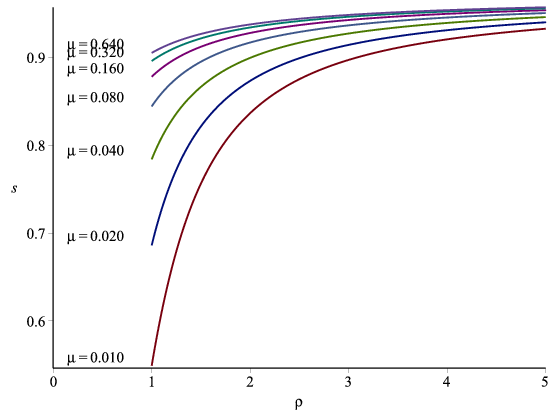 μ = 0.640
μ = 0.320
0.9
μ = 0.160
μ = 0.080
0.8
μ = 0.040
s
0.7
μ = 0.020
0.6
μ = 0.010
0 1 2 3 4 5
ρ